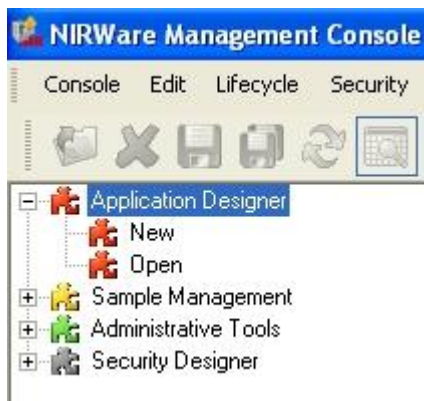 NIRWare Management Console
Console Edit Lifecycle Security
Application Designer
New
Open
Sample Management
Administrative Tools
Security Designer